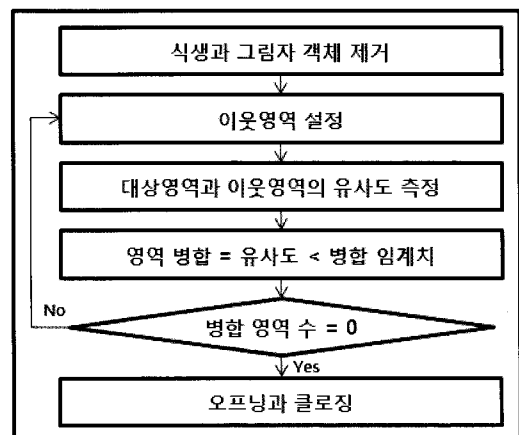 식생과 그림자 객체 제거
이웃영역 설정
대상영역과 이웃영역의 유사도 측정
영역 병합 = 유사도 < 병합 임계치
No
병합 영역 수 = 0
Yes
오프닝과 클로징